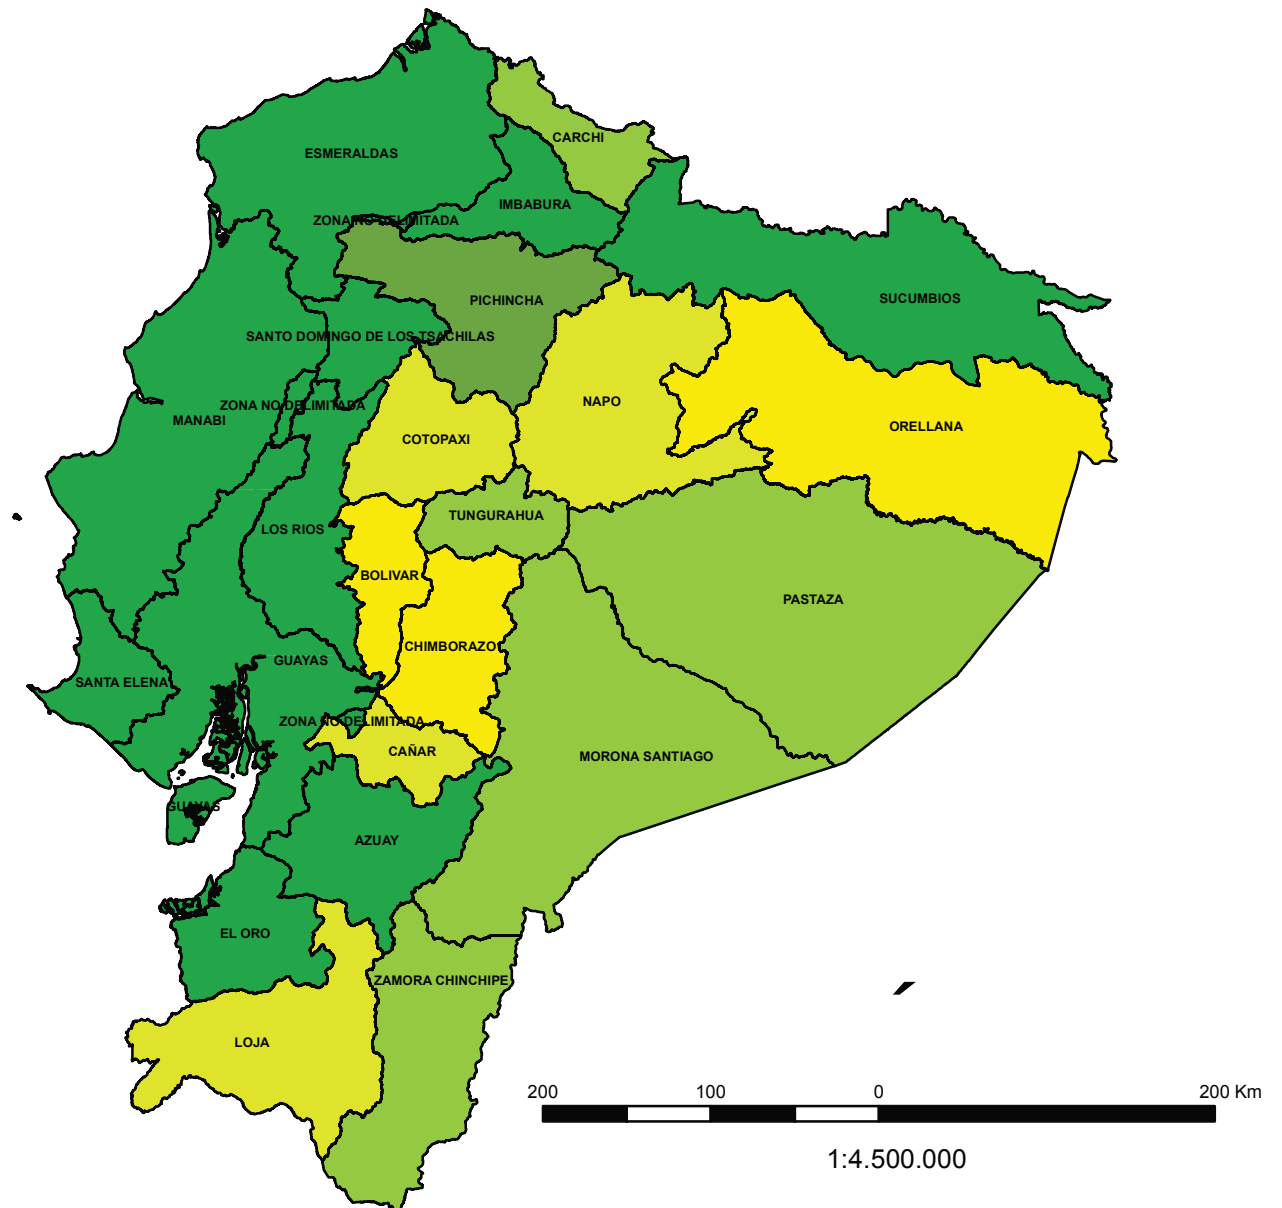 CARCHI
ESMERALDAS
IMBABURA
ZONA NO DELIMITADA
SUCUMBIOS
PICHINCHA
SANTO DOMINGO DE LOS TSACHILAS
NAPO
ZONA NO DELIMITADA
MANABI
ORELLANA
COTOPAXI
TUNGURAHUA
LOS RIOS
BOLIVAR
PASTAZA
CHIMBORAZO
GUAYAS
SANTA ELENA
ZONA NO DELIMITADA
CAÑAR
MORONA SANTIAGO
GUAYAS
AZUAY
EL ORO
ZAMORA CHINCHIPE
LOJA
200 100 0 200 Km
1:4.500.000